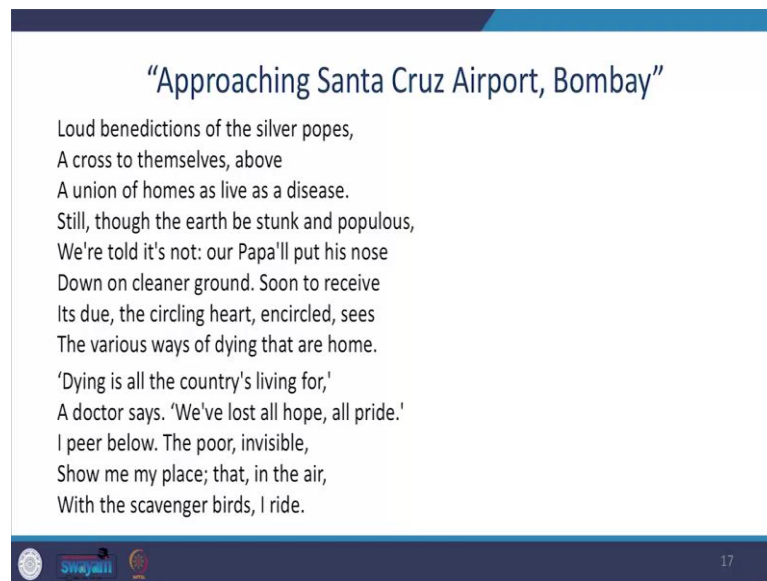 “Approaching Santa Cruz Airport, Bombay”
Loud benedictions of the silver popes,
A cross to themselves, above
A union of homes as live as a disease.
Still, though the earth be stunk and populous,
We're told it's not: our Papa'll put his nose
Down on cleaner ground. Soon to receive
Its due, the circling heart, encircled, sees
The various ways of dying that are home.
‘Dying is all the country's living for,'
A doctor says. ‘We've lost all hope, all pride.'
I peer below. The poor, invisible,
Show me my place; that, in the air,
With the scavenger birds, I ride.
swayam
17